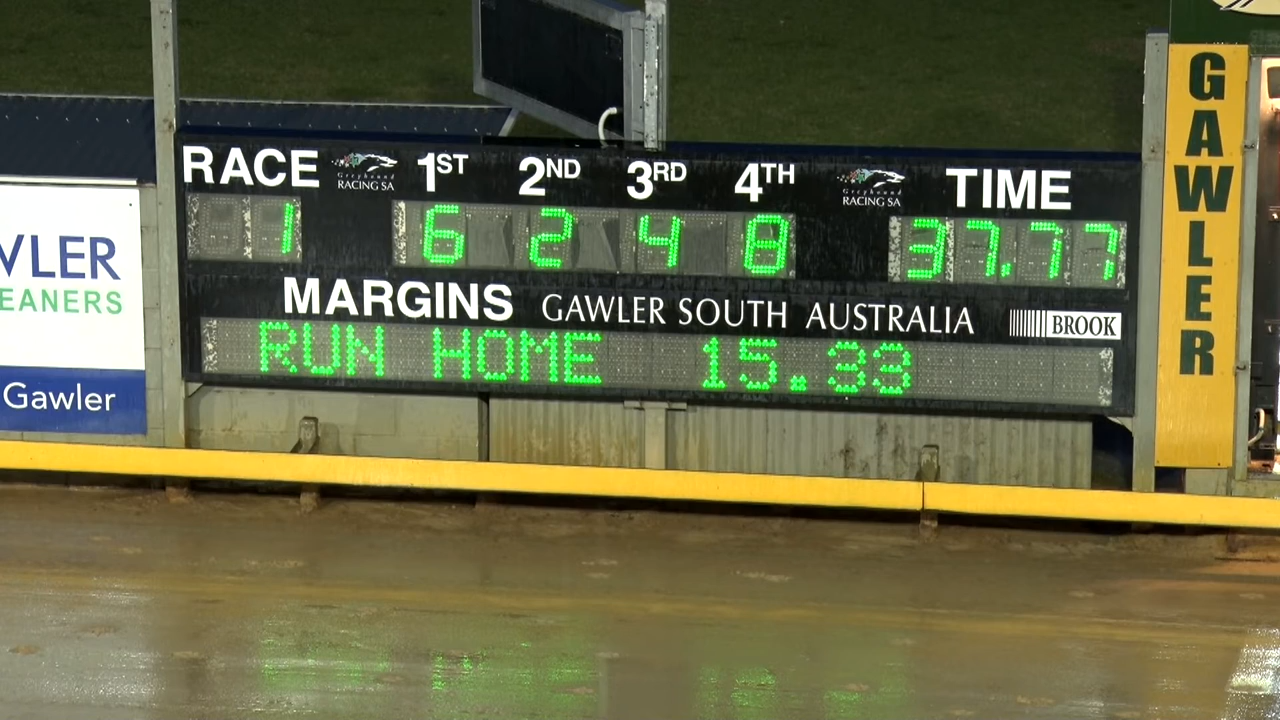 RACE Greyhound RACING SA 1ST 2ND 3RD 4TH Greyhound RACING SA TIME
1 6 2 4 8 37.77
MARGINS GAWLER SOUTH AUSTRALIA BROOK
RUN HOME 15.33
WLER
EANERS
Gawler
GAWLER